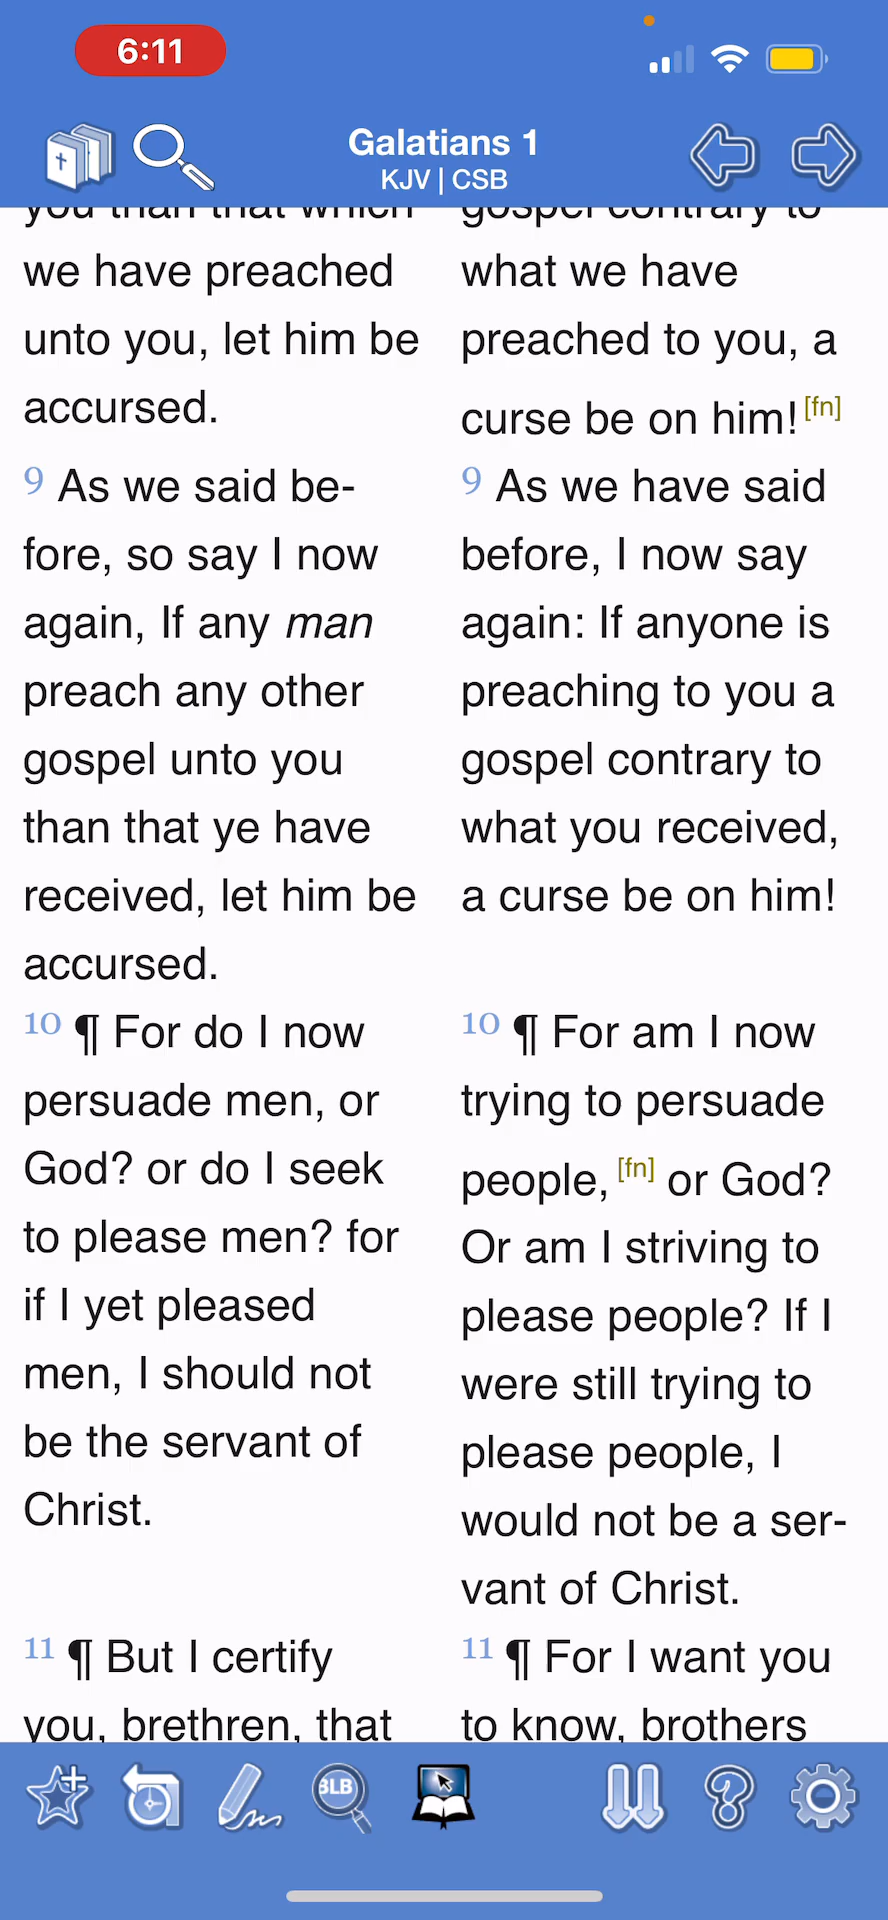 6:11
Galatians 1
KJV | CSB
you than that which
we have preached
unto you, let him be
accursed.
9 As we said be-
fore, so say I now
again, If any man
preach any other
gospel unto you
than that ye have
received, let him be
accursed.
10 ¶ For do I now
persuade men, or
God? or do I seek
to please men? for
if I yet pleased
men, I should not
be the servant of
Christ.
11 ¶ But I certify
you, brethren, that
gospel contrary to
what we have
preached to you, a
curse be on him! [fn]
9 As we have said
before, I now say
again: If anyone is
preaching to you a
gospel contrary to
what you received,
a curse be on him!
10 ¶ For am I now
trying to persuade
people, [fn] or God?
Or am I striving to
please people? If I
were still trying to
please people, I
would not be a ser-
vant of Christ.
11 ¶ For I want you
to know, brothers
BLB